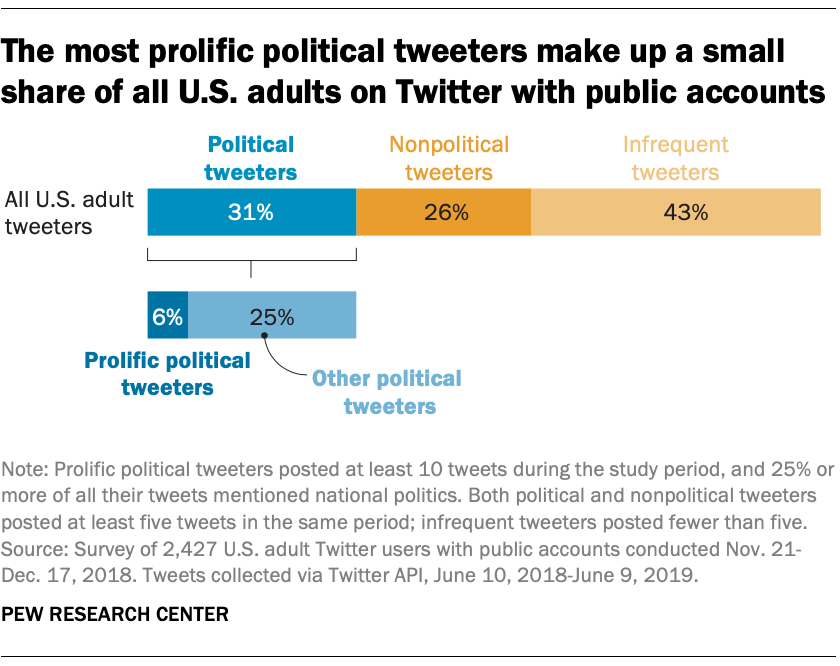 The most prolific political tweeters make up a small
share of all U.S. adults on Twitter with public accounts
Political
tweeters
Nonpolitical
tweeters
Infrequent
tweeters
All U.S. adult
tweeters
31%
26%
43%
6%
25%
Prolific political
tweeters
Other political
tweeters
Note: Prolific political tweeters posted at least 10 tweets during the study period, and 25% or
more of all their tweets mentioned national politics. Both political and nonpolitical tweeters
posted at least five tweets in the same period; infrequent tweeters posted fewer than five.
Source: Survey of 2,427 U.S. adult Twitter users with public accounts conducted Nov. 21-
Dec. 17, 2018. Tweets collected via Twitter API, June 10, 2018-June 9, 2019.
PEW RESEARCH CENTER